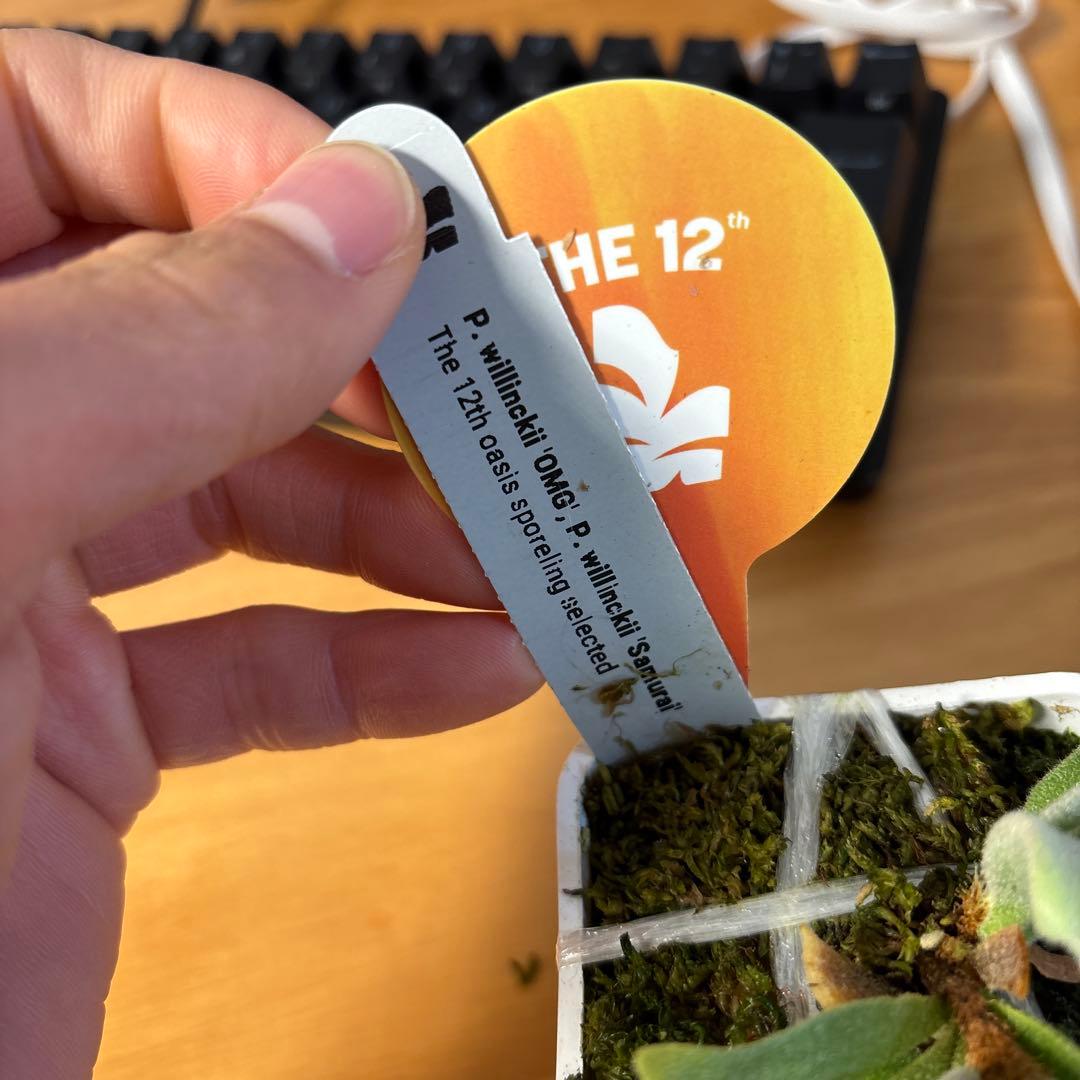 THE 12th
P. willinckii 'OMG', P. willinckii 'Samurai'
The 12th oasis sporeling selected